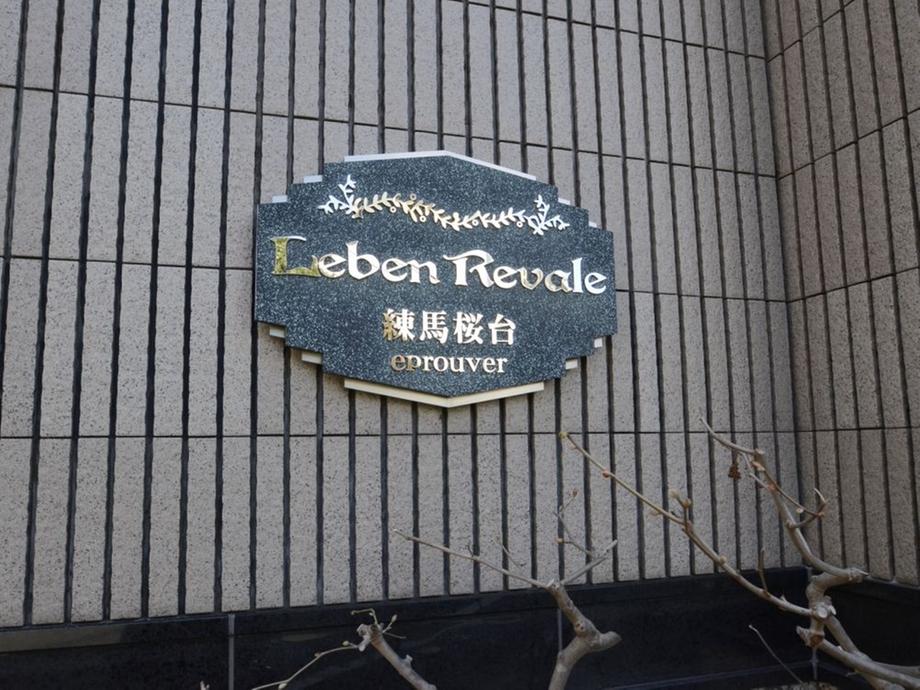 Leben Revale
練馬桜台
eprouver